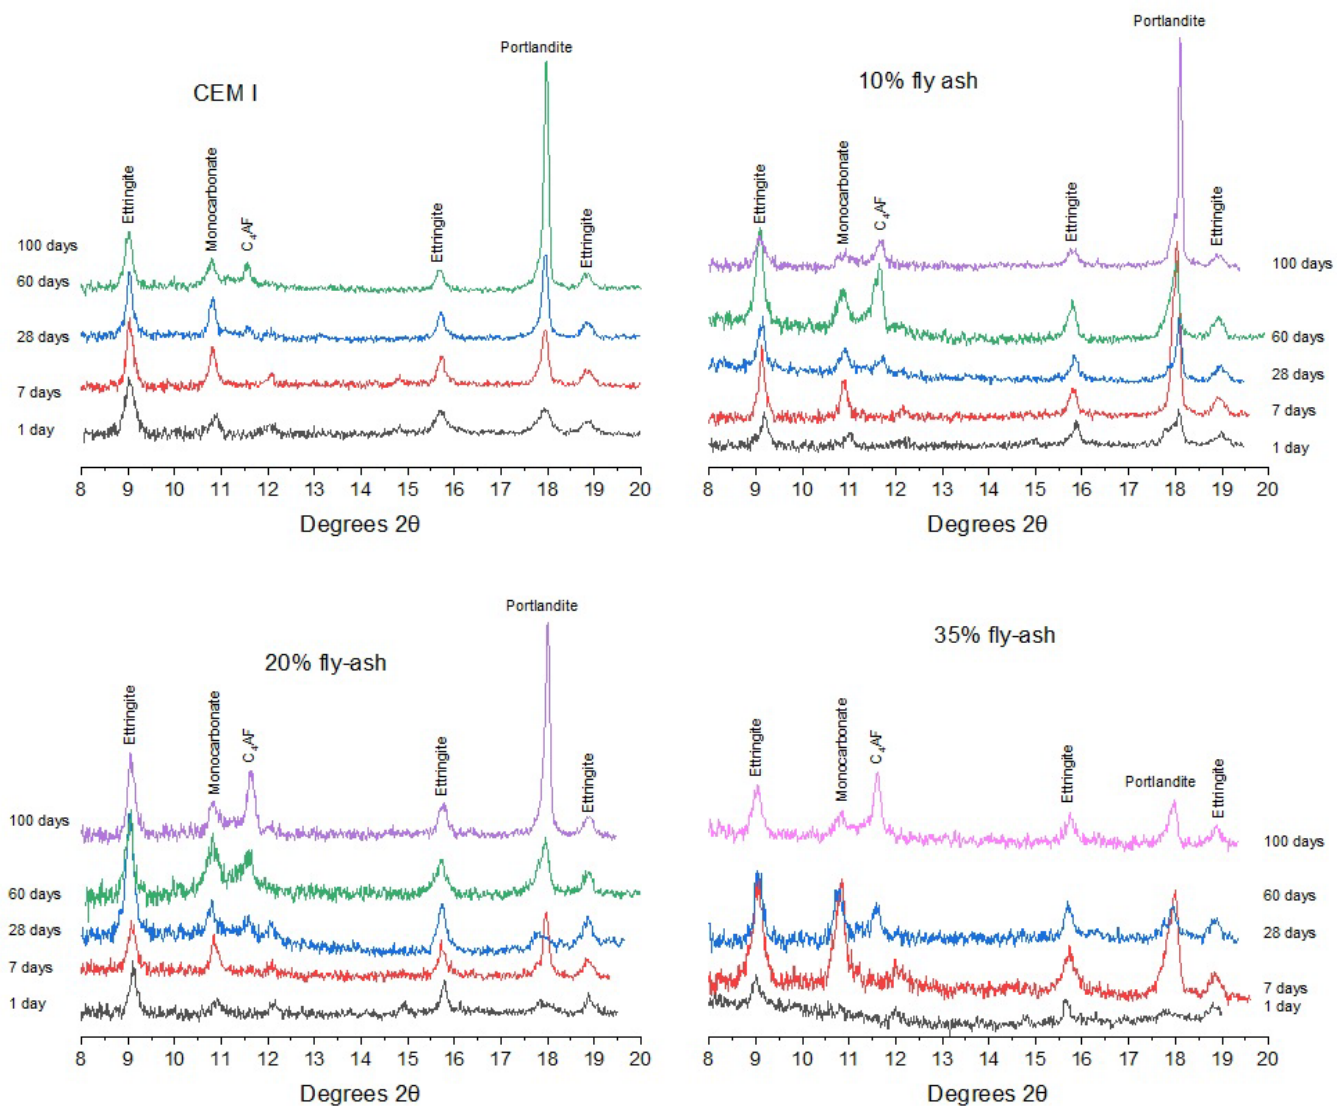 CEM I
Portlandite
Ettringite
Monocarbonate
C₄AF
Ettringite
Ettringite
100 days
60 days
28 days
7 days
1 day
8 9 10 11 12 13 14 15 16 17 18 19 20
Degrees 2θ
10% fly ash
Portlandite
Ettringite
Monocarbonate
C₄AF
Ettringite
Ettringite
100 days
60 days
28 days
7 days
1 day
8 9 10 11 12 13 14 15 16 17 18 19 20
Degrees 2θ
20% fly-ash
Portlandite
Ettringite
Monocarbonate
C₄AF
Ettringite
Ettringite
100 days
60 days
28 days
7 days
1 day
8 9 10 11 12 13 14 15 16 17 18 19 20
Degrees 2θ
35% fly-ash
Ettringite
Monocarbonate
C₄AF
Ettringite
Portlandite
Ettringite
100 days
60 days
28 days
7 days
1 day
8 9 10 11 12 13 14 15 16 17 18 19 20
Degrees 2θ